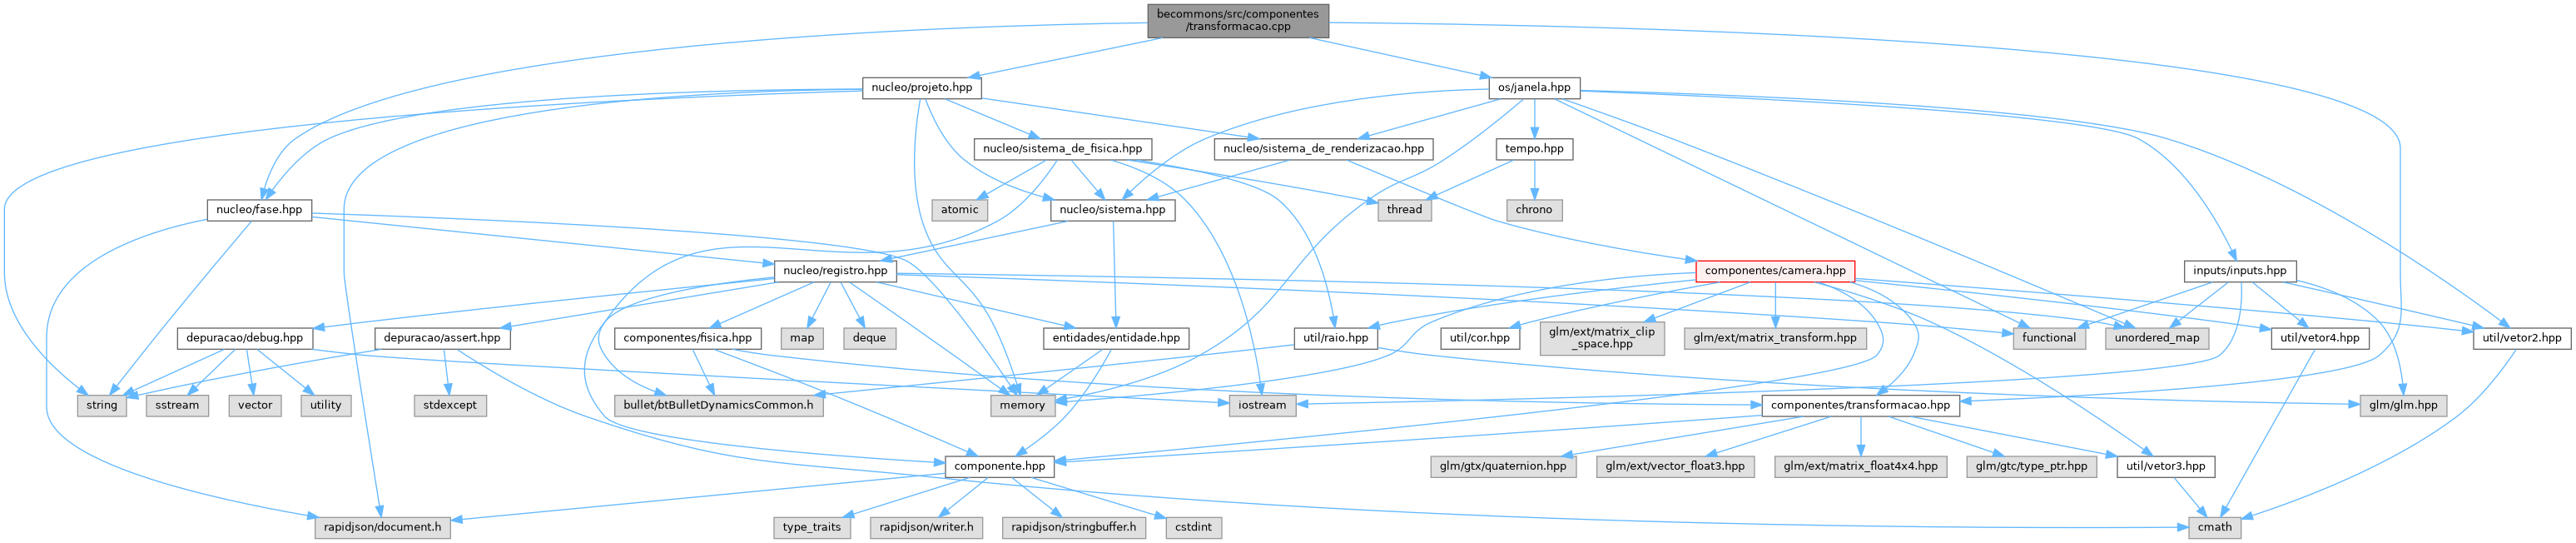 becommons/src/componentes
/transformacao.cpp
nucleo/projeto.hpp
os/janela.hpp
nucleo/sistema_de_fisica.hpp
nucleo/sistema_de_renderizacao.hpp
tempo.hpp
nucleo/fase.hpp
atomic
nucleo/sistema.hpp
thread
chrono
nucleo/registro.hpp
componentes/camera.hpp
inputs/inputs.hpp
depuracao/debug.hpp
depuracao/assert.hpp
componentes/fisica.hpp
map
deque
entidades/entidade.hpp
util/raio.hpp
util/cor.hpp
glm/ext/matrix_clip
_space.hpp
glm/ext/matrix_transform.hpp
functional
unordered_map
util/vetor4.hpp
util/vetor2.hpp
string
sstream
vector
utility
stdexcept
bullet/btBulletDynamicsCommon.h
memory
iostream
componentes/transformacao.hpp
glm/glm.hpp
componente.hpp
glm/gtx/quaternion.hpp
glm/ext/vector_float3.hpp
glm/ext/matrix_float4x4.hpp
glm/gtc/type_ptr.hpp
util/vetor3.hpp
rapidjson/document.h
type_traits
rapidjson/writer.h
rapidjson/stringbuffer.h
cstdint
cmath